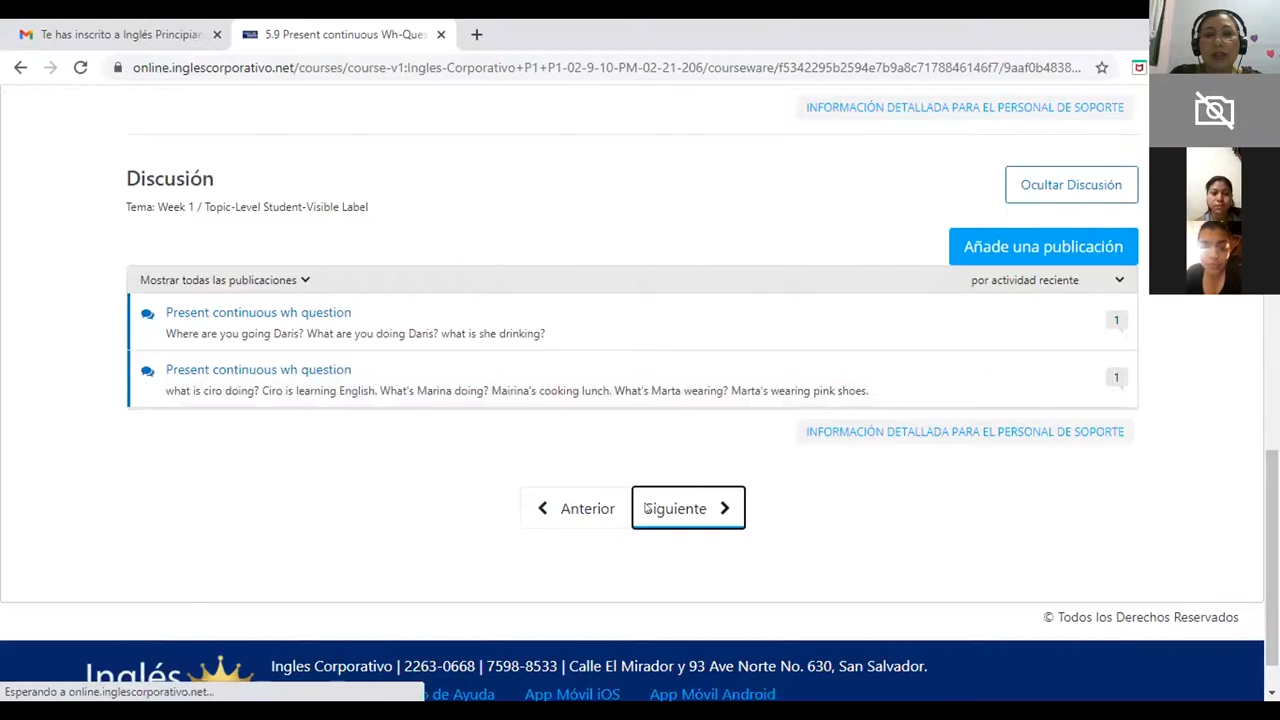 Te has inscrito a Inglés Principian
5.9 Present continuous Wh-Ques
online.inglescorporativo.net/courses/course-v1:Ingles-Corporativo+P1+P1-02-9-10-PM-02-21-206/courseware/f5342295b2594e7b9a8c7178846146f7/9aaf0b4838...
INFORMACIÓN DETALLADA PARA EL PERSONAL DE SOPORTE
Discusión
Ocultar Discusión
Tema: Week 1 / Topic-Level Student-Visible Label
Añade una publicación
Mostrar todas las publicaciones
por actividad reciente
Present continuous wh question
1
Where are you going Daris? What are you doing Daris? what is she drinking?
Present continuous wh question
1
what is ciro doing? Ciro is learning English. What's Marina doing? Mairina's cooking lunch. What's Marta wearing? Marta's wearing pink shoes.
INFORMACIÓN DETALLADA PARA EL PERSONAL DE SOPORTE
Anterior
Siguiente
© Todos los Derechos Reservados
Inglés
Ingles Corporativo | 2263-0668 | 7598-8533 | Calle El Mirador y 93 Ave Norte No. 630, San Salvador.
Esperando a online.inglescorporativo.net...
o de Ayuda
App Móvil iOS
App Móvil Android